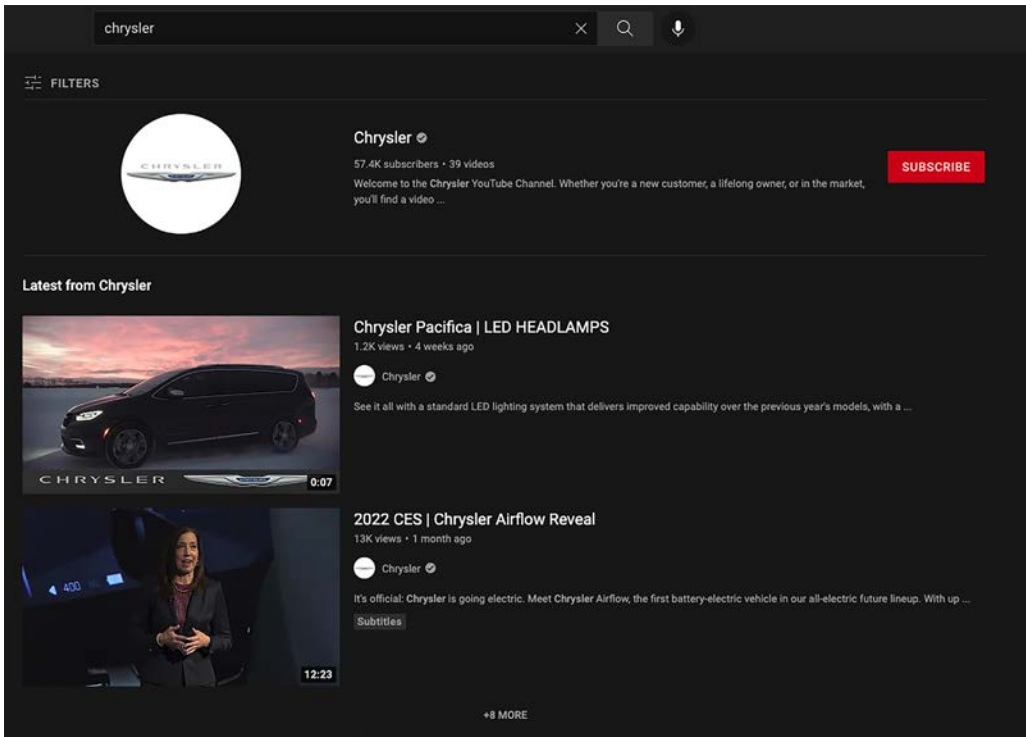 chrysler
FILTERS
CHRYSLER
Chrysler
57.4K subscribers • 39 videos
Welcome to the Chrysler YouTube Channel. Whether you're a new customer, a lifelong owner, or in the market,
you'll find a video ...
SUBSCRIBE
Latest from Chrysler
Chrysler Pacifica | LED HEADLAMPS
1.2K views • 4 weeks ago
Chrysler
See it all with a standard LED lighting system that delivers improved capability over the previous year's models, with a ...
CHRYSLER
0:07
2022 CES | Chrysler Airflow Reveal
13K views • 1 month ago
Chrysler
It's official: Chrysler is going electric. Meet Chrysler Airflow, the first battery-electric vehicle in our all-electric future lineup. With up ...
Subtitles
400
12:23
+8 MORE